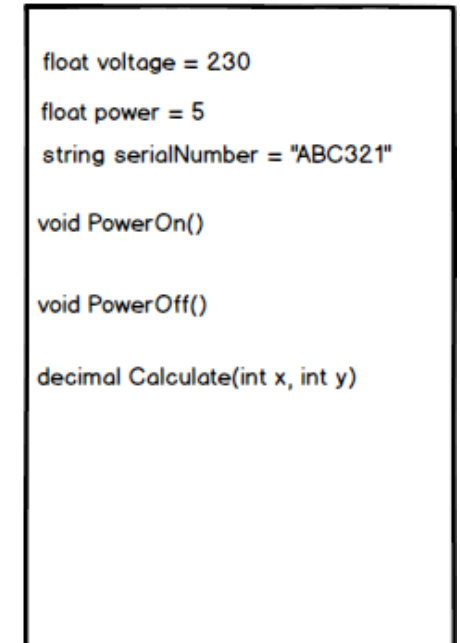 float voltage = 230
float power = 5
string serialNumber = "ABC321"
void PowerOn()
void PowerOff()
decimal Calculate(int x, int y)